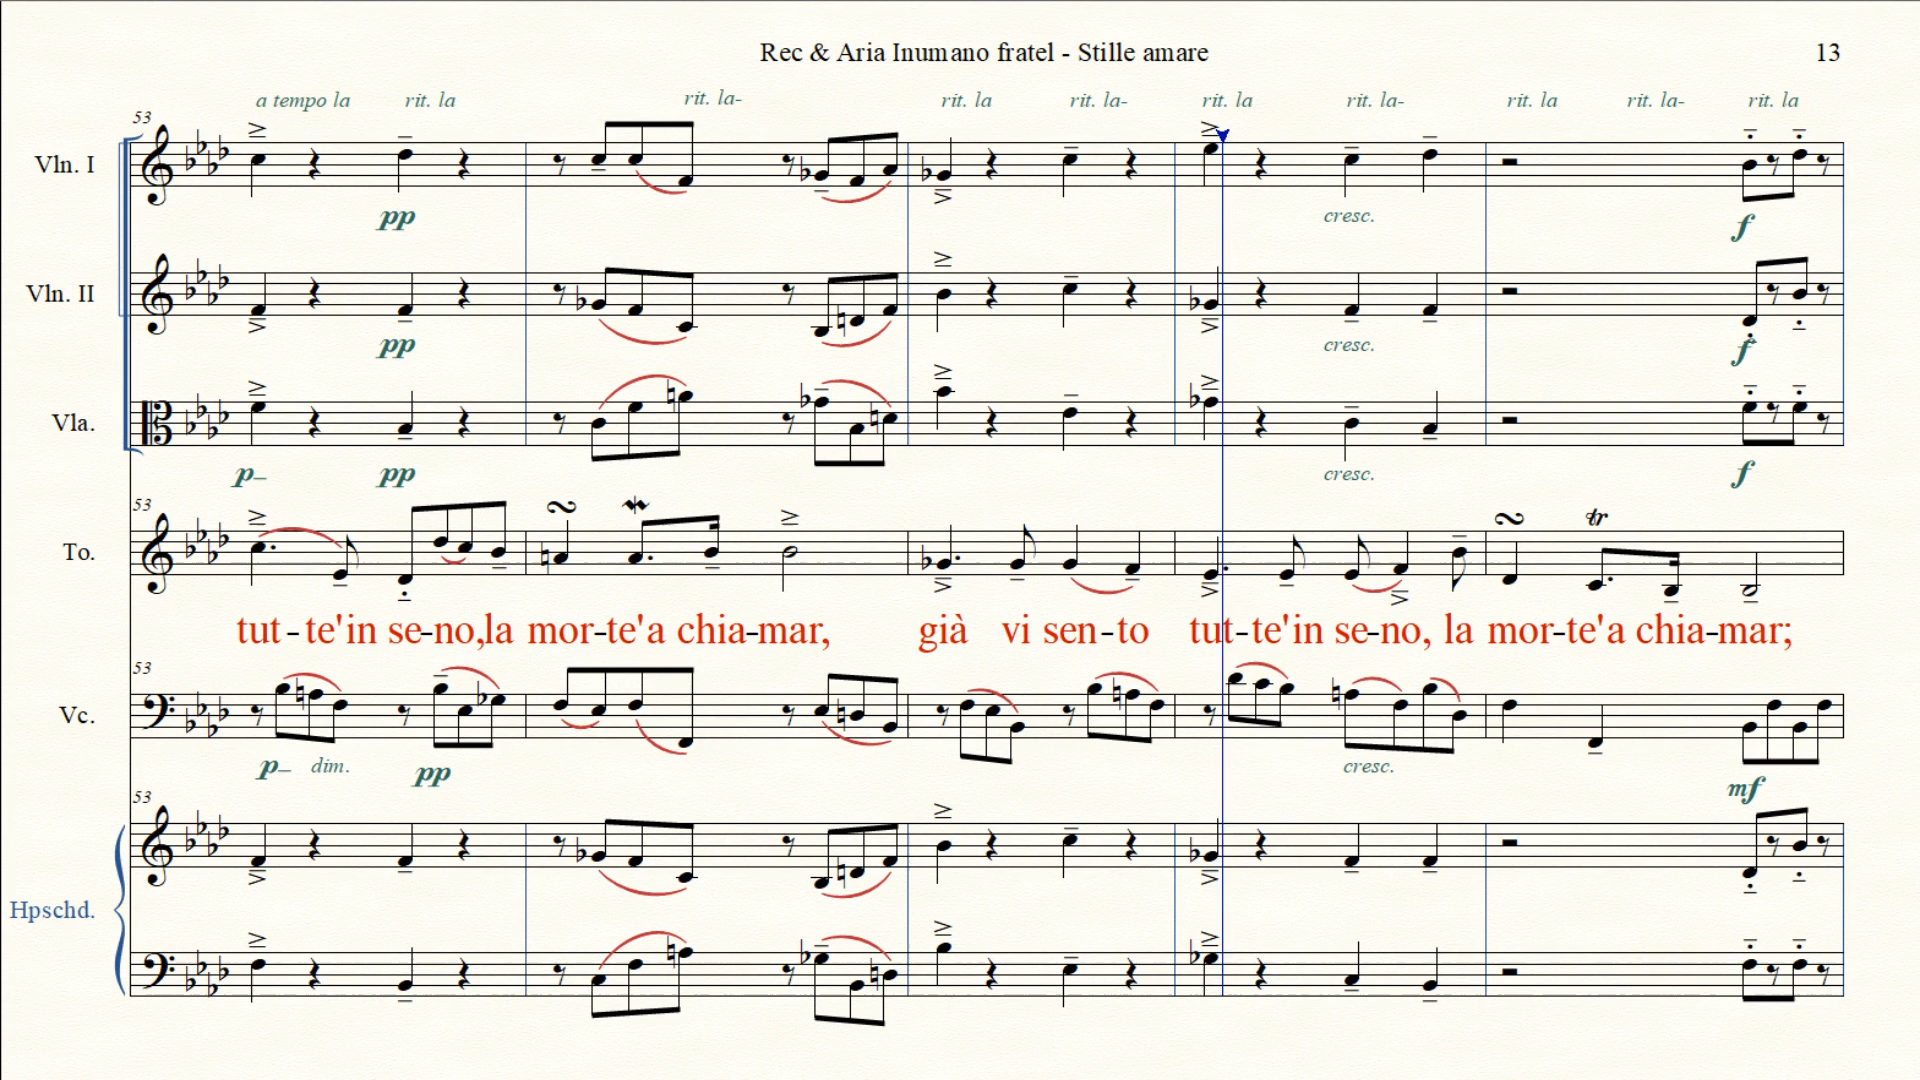 Rec & Aria Inumano fratel - Stille amare
13
a tempo la rit. la rit. la- rit. la rit. la- rit. la rit. la- rit. la rit. la- rit. la
53
Vln. I
pp cresc. f
Vln. II
pp cresc. f
Vla.
p pp cresc. f
53
tr
To.
tut-te'in se-no,la mor-te'a chia-mar, già vi sen-to tut-te'in se-no, la mor-te'a chia-mar;
53
Vc.
p dim. pp cresc. mf
53
Hpschd.